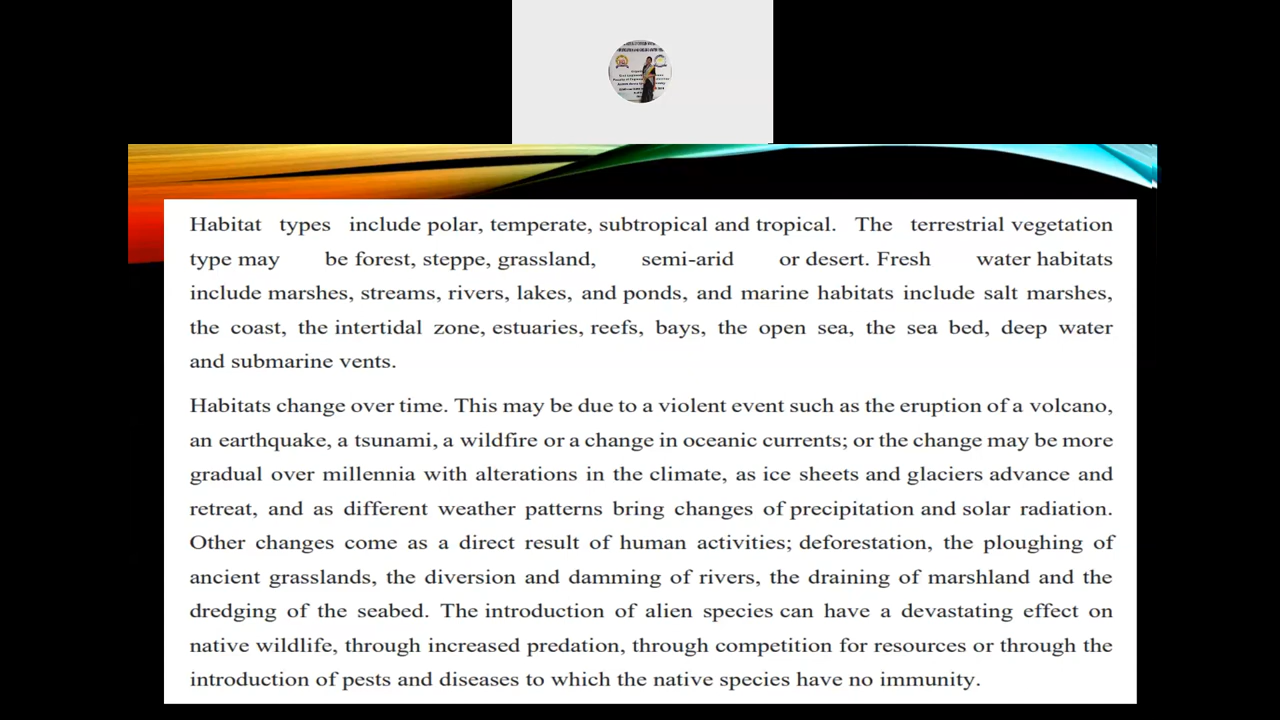 Habitat types include polar, temperate, subtropical and tropical. The terrestrial vegetation
type may be forest, steppe, grassland, semi-arid or desert. Fresh water habitats
include marshes, streams, rivers, lakes, and ponds, and marine habitats include salt marshes,
the coast, the intertidal zone, estuaries, reefs, bays, the open sea, the sea bed, deep water
and submarine vents.
Habitats change over time. This may be due to a violent event such as the eruption of a volcano,
an earthquake, a tsunami, a wildfire or a change in oceanic currents; or the change may be more
gradual over millennia with alterations in the climate, as ice sheets and glaciers advance and
retreat, and as different weather patterns bring changes of precipitation and solar radiation.
Other changes come as a direct result of human activities; deforestation, the ploughing of
ancient grasslands, the diversion and damming of rivers, the draining of marshland and the
dredging of the seabed. The introduction of alien species can have a devastating effect on
native wildlife, through increased predation, through competition for resources or through the
introduction of pests and diseases to which the native species have no immunity.